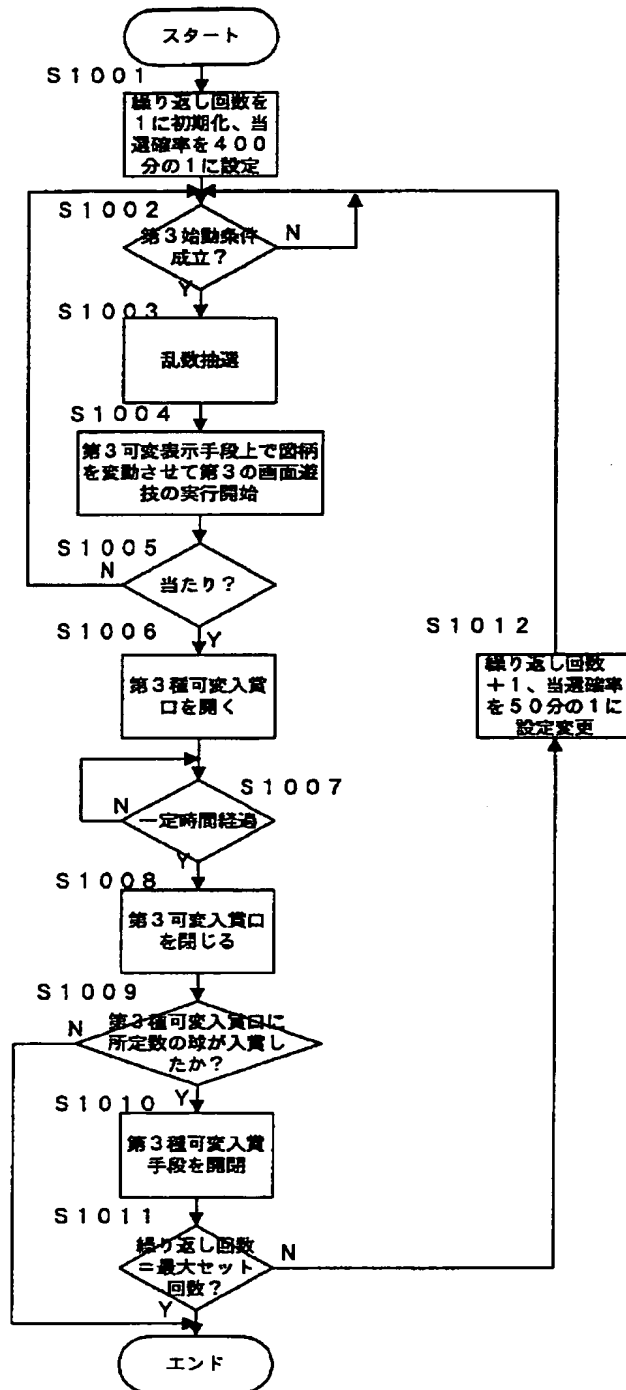 スタート
S1001
繰り返し回数を
1に初期化、当
選確率を400
分の1に設定
S1002
第3始動条件
成立?
N
Y
S1003
乱数抽選
S1004
第3可変表示手段上で図柄
を変動させて第3の画面遊
技の実行開始
S1005
N
当たり?
Y
S1006
第3種可変入賞
口を開く
S1007
N
一定時間経過
Y
S1008
第3可変入賞口
を閉じる
S1009
N
第3種可変入賞口に
所定数の球が入賞し
たか?
Y
S1010
第3種可変入賞
手段を開閉
S1011
繰り返し回数
=最大セット
回数?
N
Y
エンド
S1012
繰り返し回数
+1、当選確率
を50分の1に
設定変更